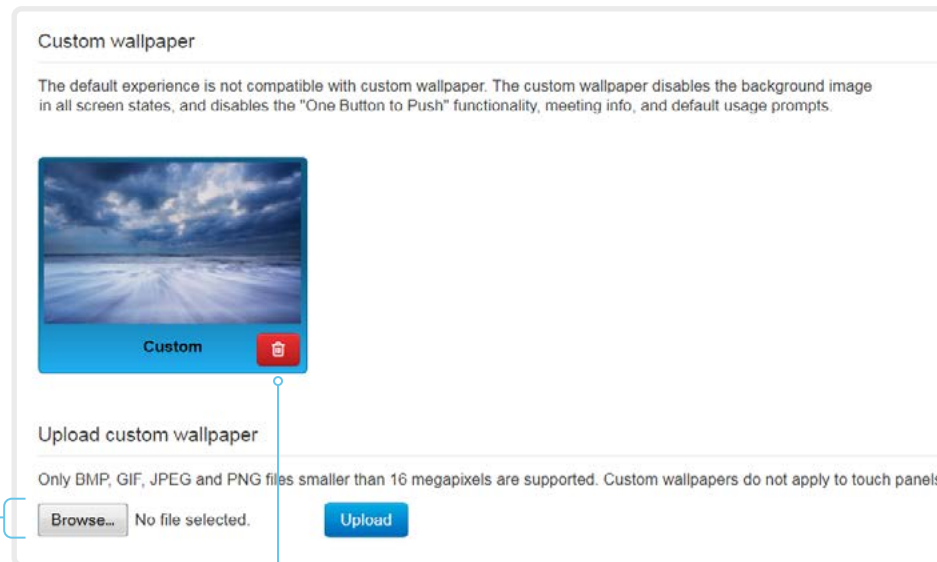 Custom wallpaper
The default experience is not compatible with custom wallpaper. The custom wallpaper disables the background image
in all screen states, and disables the "One Button to Push" functionality, meeting info, and default usage prompts.
Custom
Upload custom wallpaper
Only BMP, GIF, JPEG and PNG files smaller than 16 megapixels are supported. Custom wallpapers do not apply to touch panels
Browse... No file selected. Upload